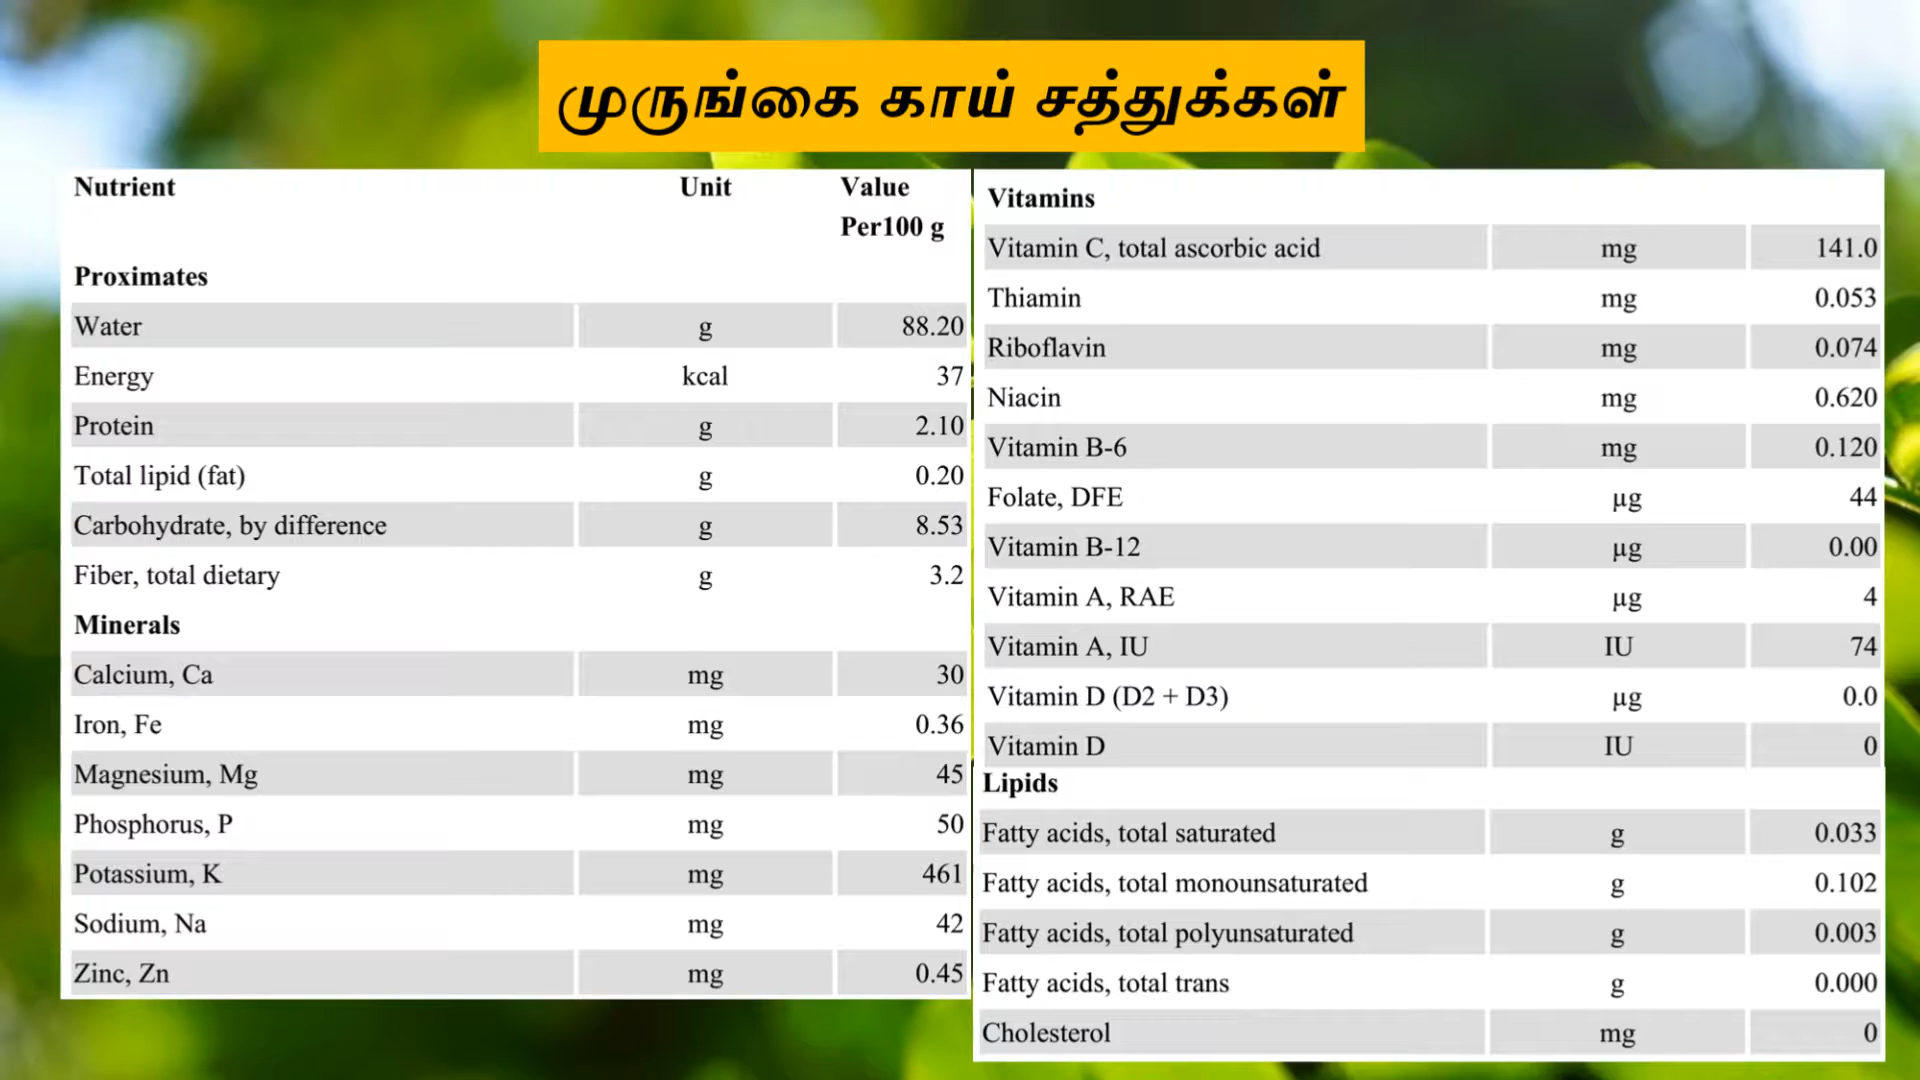 முருங்கை காய் சத்துக்கள்
Nutrient Unit Value
Per100 g
Proximates
Water g 88.20
Energy kcal 37
Protein g 2.10
Total lipid (fat) g 0.20
Carbohydrate, by difference g 8.53
Fiber, total dietary g 3.2
Minerals
Calcium, Ca mg 30
Iron, Fe mg 0.36
Magnesium, Mg mg 45
Phosphorus, P mg 50
Potassium, K mg 461
Sodium, Na mg 42
Zinc, Zn mg 0.45
Vitamins
Vitamin C, total ascorbic acid mg 141.0
Thiamin mg 0.053
Riboflavin mg 0.074
Niacin mg 0.620
Vitamin B-6 mg 0.120
Folate, DFE µg 44
Vitamin B-12 µg 0.00
Vitamin A, RAE µg 4
Vitamin A, IU IU 74
Vitamin D (D2 + D3) µg 0.0
Vitamin D IU 0
Lipids
Fatty acids, total saturated g 0.033
Fatty acids, total monounsaturated g 0.102
Fatty acids, total polyunsaturated g 0.003
Fatty acids, total trans g 0.000
Cholesterol mg 0